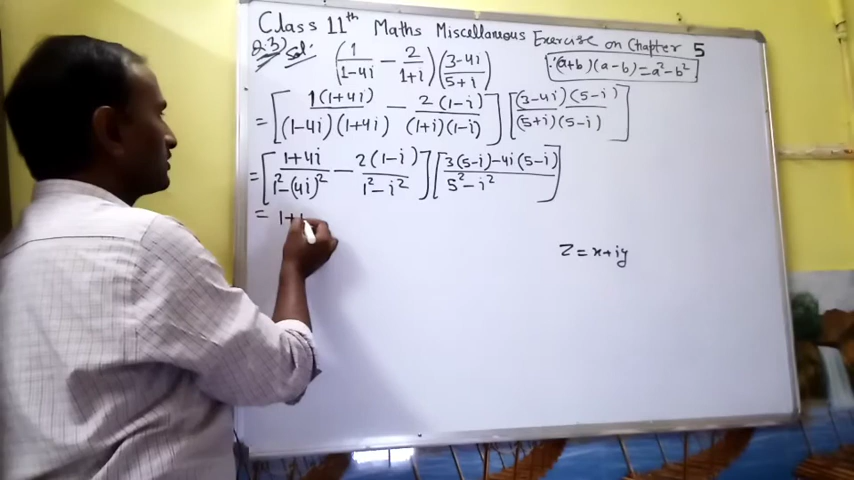 Class 11th Maths Miscellaneous Exercise on Chapter 5
Q.3) Sol: (1/(1-4i) - 2/(1+i)) ((3-4i)/(5+i))
∵ (a+b)(a-b)=a²-b²
= [1(1+4i)/((1-4i)(1+4i)) - 2(1-i)/((1+i)(1-i))] [(3-4i)(5-i)/((5+i)(5-i))]
= [(1+4i)/(1²-(4i)²) - 2(1-i)/(1²-i²)] [(3(5-i)-4i(5-i))/(5²-i²)]
= 1+
z=x+iy